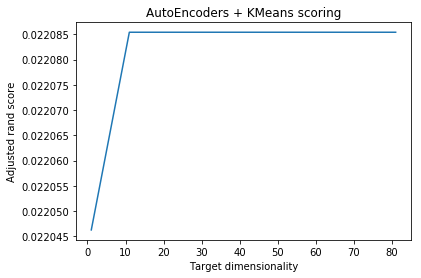 AutoEncoders + KMeans scoring
Adjusted rand score
0.022085
0.022080
0.022075
0.022070
0.022065
0.022060
0.022055
0.022050
0.022045
0 10 20 30 40 50 60 70 80
Target dimensionality